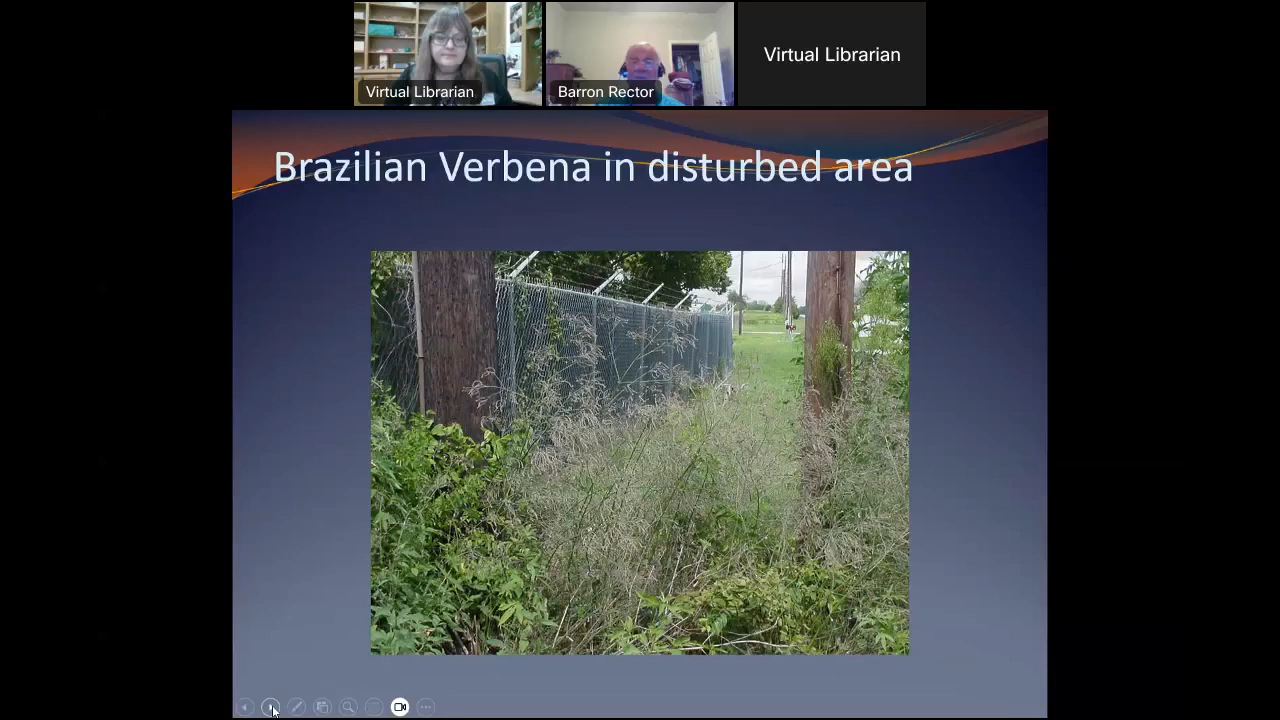 Virtual Librarian
Barron Rector
Virtual Librarian
Brazilian Verbena in disturbed area